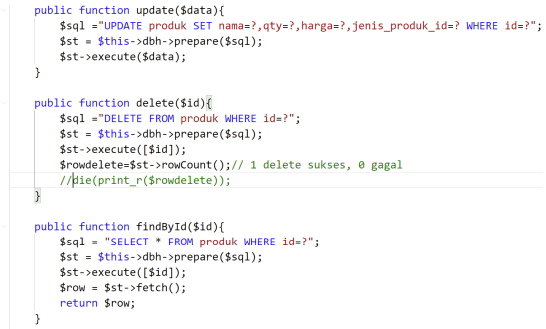 public function update($data){
$sql ="UPDATE produk SET nama=?,qty=?,harga=?,jenis_produk_id=? WHERE id=?";
$st = $this->dbh->prepare($sql);
$st->execute($data);
}
public function delete($id){
$sql ="DELETE FROM produk WHERE id=?";
$st = $this->dbh->prepare($sql);
$st->execute([$id]);
$rowdelete=$st->rowCount();// 1 delete sukses, 0 gagal
//die(print_r($rowdelete));
}
public function findById($id){
$sql = "SELECT * FROM produk WHERE id=?";
$st = $this->dbh->prepare($sql);
$st->execute([$id]);
$row = $st->fetch();
return $row;
}